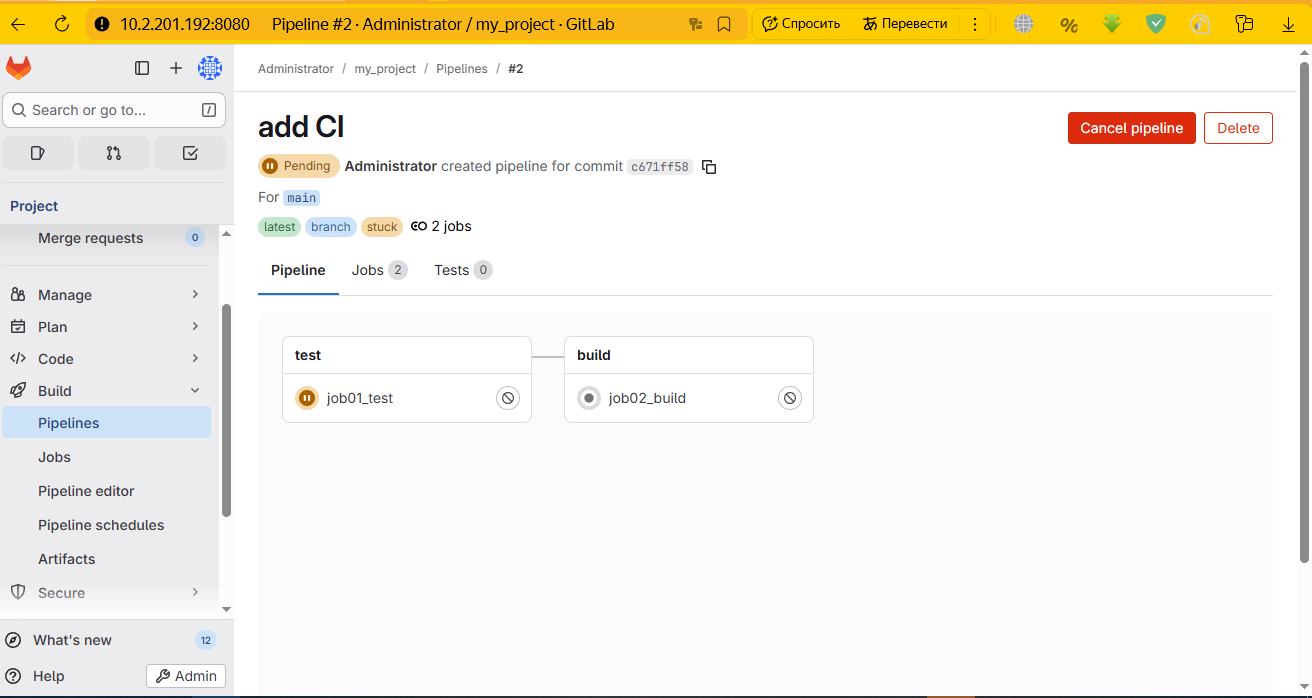 10.2.201.192:8080 Pipeline #2 · Administrator / my_project · GitLab Спросить Перевести
Search or go to... /
Project
Merge requests 0
Manage
Plan
Code
Build
Pipelines
Jobs
Pipeline editor
Pipeline schedules
Artifacts
Secure
What's new 12
Help Admin
Administrator / my_project / Pipelines / #2
add CI
Cancel pipeline Delete
Pending Administrator created pipeline for commit c671ff58
For main
latest branch stuck 2 jobs
Pipeline Jobs 2 Tests 0
test build
job01_test job02_build